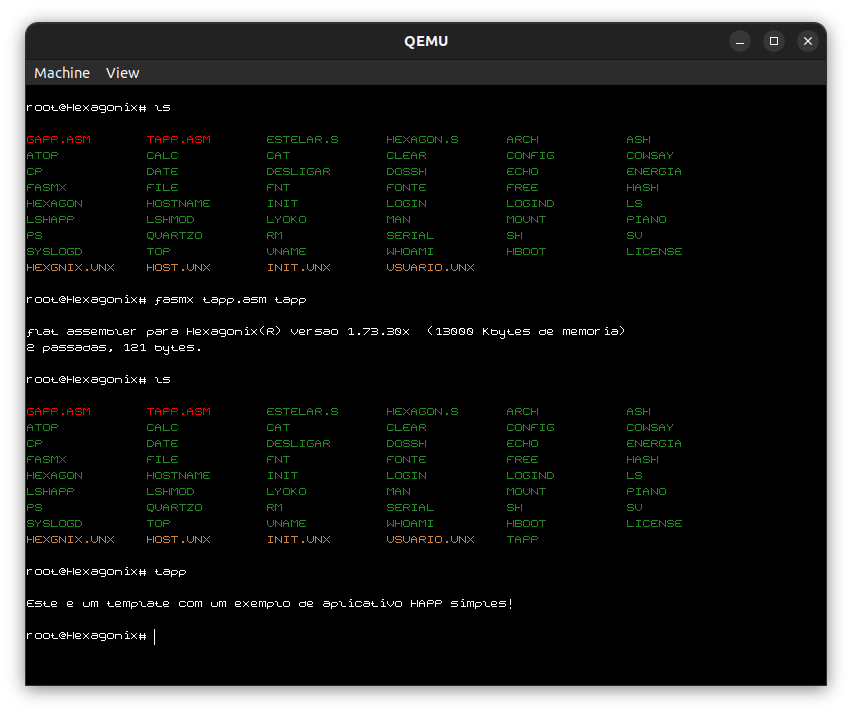 QEMU
Machine View
root@Hexagonix# ls
GAPP.ASM TAPP.ASM ESTELAR.S HEXAGON.S ARCH ASH
ATOP CALC CAT CLEAR CONFIG COWSAY
CP DATE DESLIGAR DOSSH ECHO ENERGIA
FASMX FILE FNT FONTE FREE HASH
HEXAGON HOSTNAME INIT LOGIN LOGIND LS
LSHAPP LSHMOD LYOKO MAN MOUNT PIANO
PS QUARTZO RM SERIAL SH SU
SYSLOGD TOP UNAME WHOAMI HBOOT LICENSE
HEXGNIX.UNX HOST.UNX INIT.UNX USUARIO.UNX
root@Hexagonix# fasmx tapp.asm tapp
flat assembler para Hexagonix(R) versao 1.73.30x (13000 Kbytes de memoria)
2 passadas, 121 bytes.
root@Hexagonix# ls
GAPP.ASM TAPP.ASM ESTELAR.S HEXAGON.S ARCH ASH
ATOP CALC CAT CLEAR CONFIG COWSAY
CP DATE DESLIGAR DOSSH ECHO ENERGIA
FASMX FILE FNT FONTE FREE HASH
HEXAGON HOSTNAME INIT LOGIN LOGIND LS
LSHAPP LSHMOD LYOKO MAN MOUNT PIANO
PS QUARTZO RM SERIAL SH SU
SYSLOGD TOP UNAME WHOAMI HBOOT LICENSE
HEXGNIX.UNX HOST.UNX INIT.UNX USUARIO.UNX TAPP
root@Hexagonix# tapp
Este e um template com um exemplo de aplicativo HAPP simples!
root@Hexagonix#